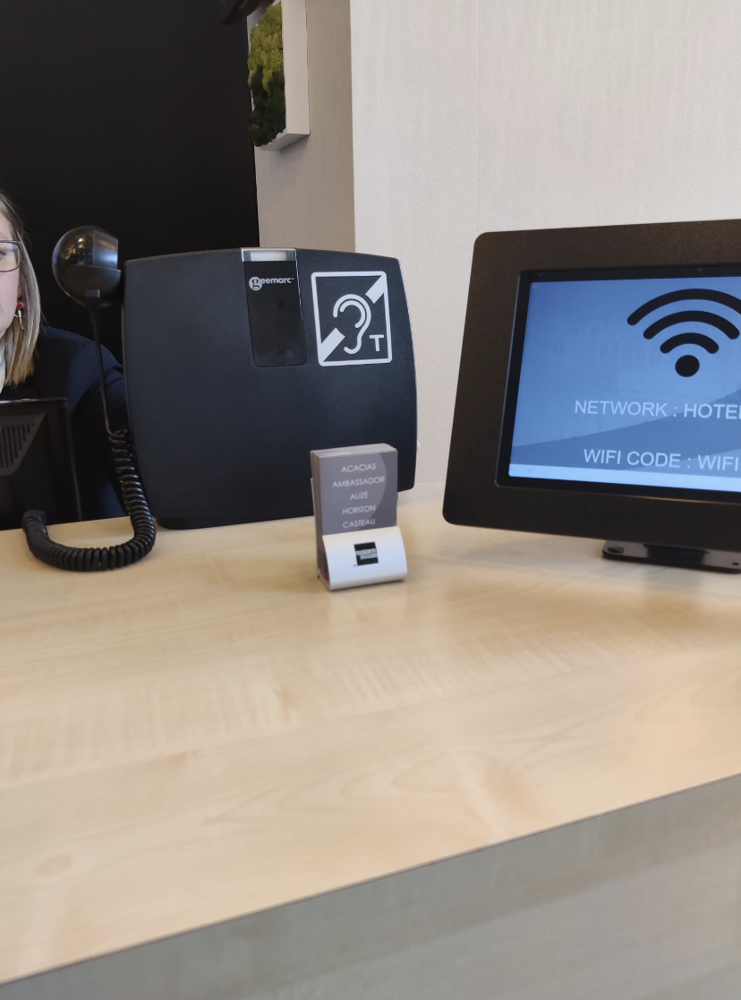 geemarc
T
ACACIAS
AMBASSADOR
ALIZÉ
HORIZON
CASTEAU
NETWORK : HOTEL
WIFI CODE : WIFI